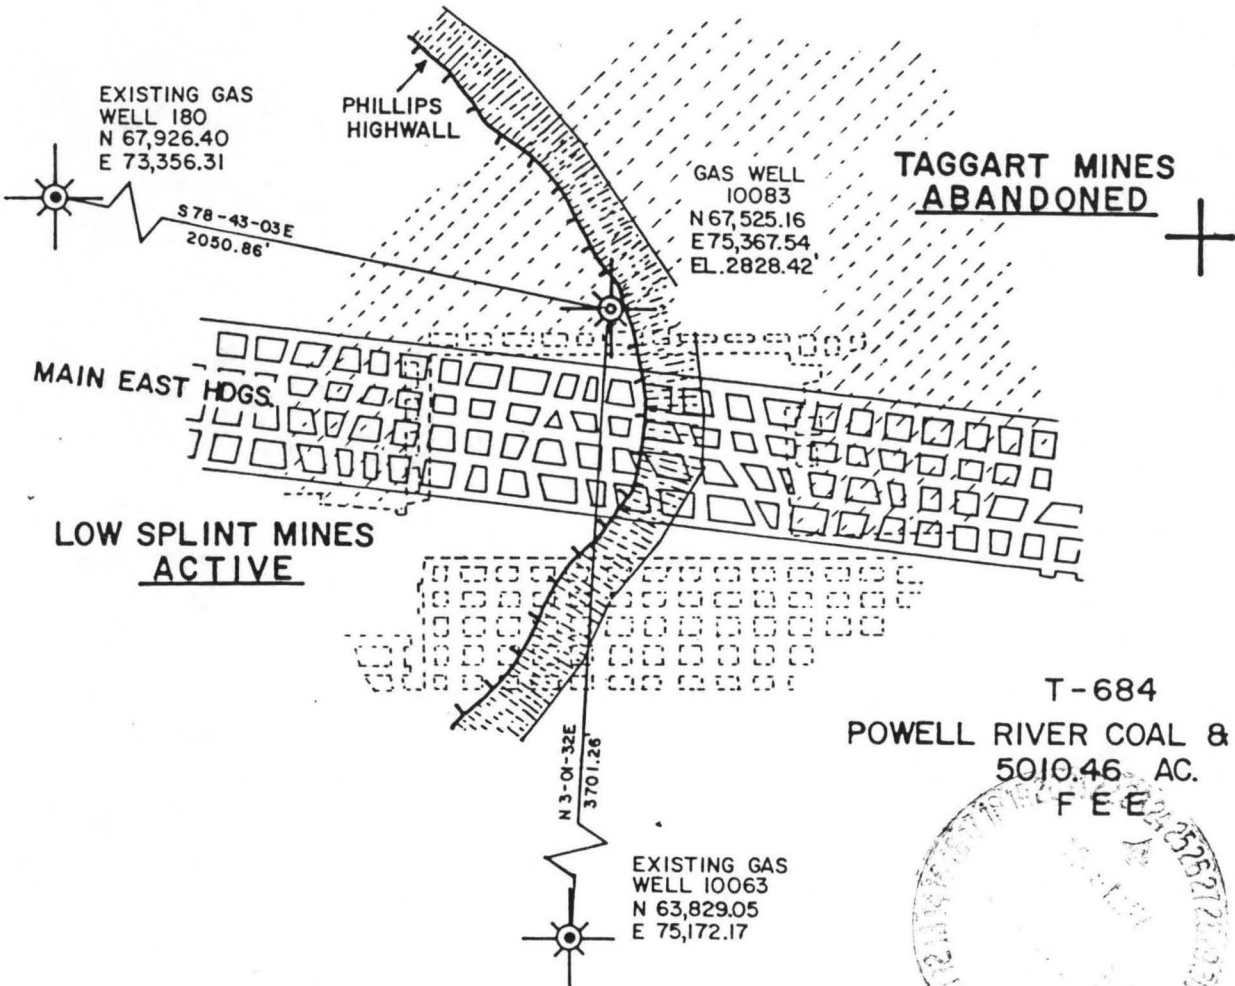 EXISTING GAS
WELL 180
N 67,926.40
E 73,356.31
PHILLIPS
HIGHWALL
GAS WELL
10083
N 67,525.16
E 75,367.54
EL. 2828.42'
TAGGART MINES
ABANDONED
S 78-43-03E
2050.86'
MAIN EAST HDGS.
LOW SPLINT MINES
ACTIVE
T-684
POWELL RIVER COAL &
5010.46 AC.
FEE
N 3-01-32E
3701.26'
EXISTING GAS
WELL 10063
N 63,829.05
E 75,172.17